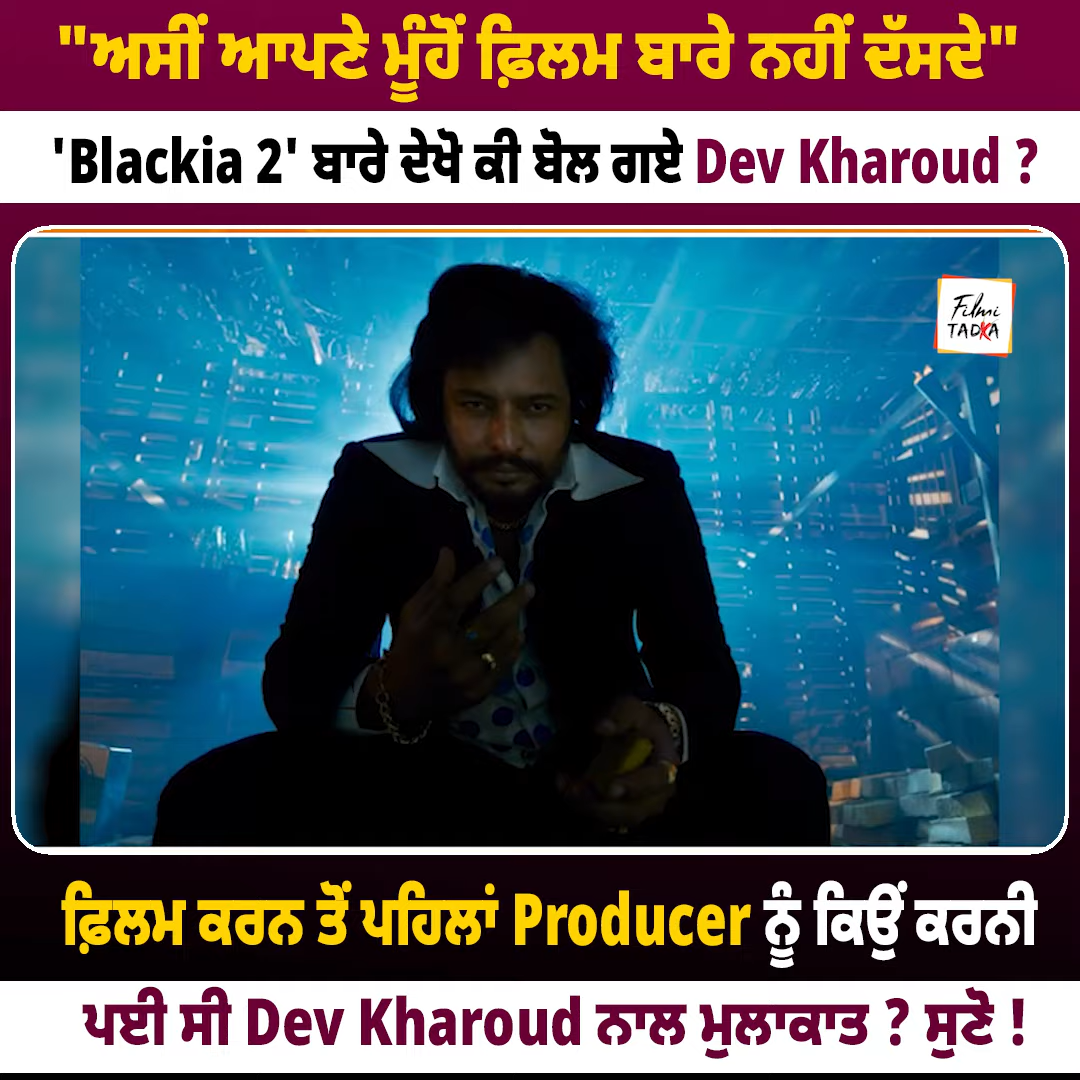 "ਅਸੀਂ ਆਪਣੇ ਮੂੰਹੋਂ ਫ਼ਿਲਮ ਬਾਰੇ ਨਹੀਂ ਦੱਸਦੇ"
'Blackia 2' ਬਾਰੇ ਦੇਖੋ ਕੀ ਬੋਲ ਗਏ Dev Kharoud ?
Filmi
TADKA
ਫ਼ਿਲਮ ਕਰਨ ਤੋਂ ਪਹਿਲਾਂ Producer ਨੂੰ ਕਿਉਂ ਕਰਨੀ
ਪਈ ਸੀ Dev Kharoud ਨਾਲ ਮੁਲਾਕਾਤ ? ਸੁਣੋ !